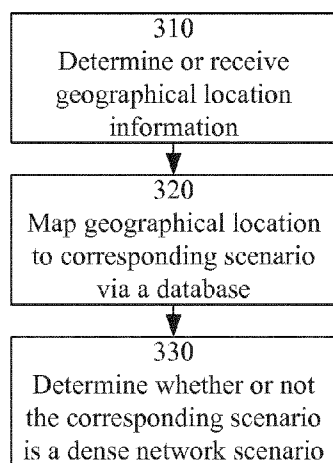 310
Determine or receive
geographical location
information
320
Map geographical location
to corresponding scenario
via a database
330
Determine whether or not
the corresponding scenario
is a dense network scenario